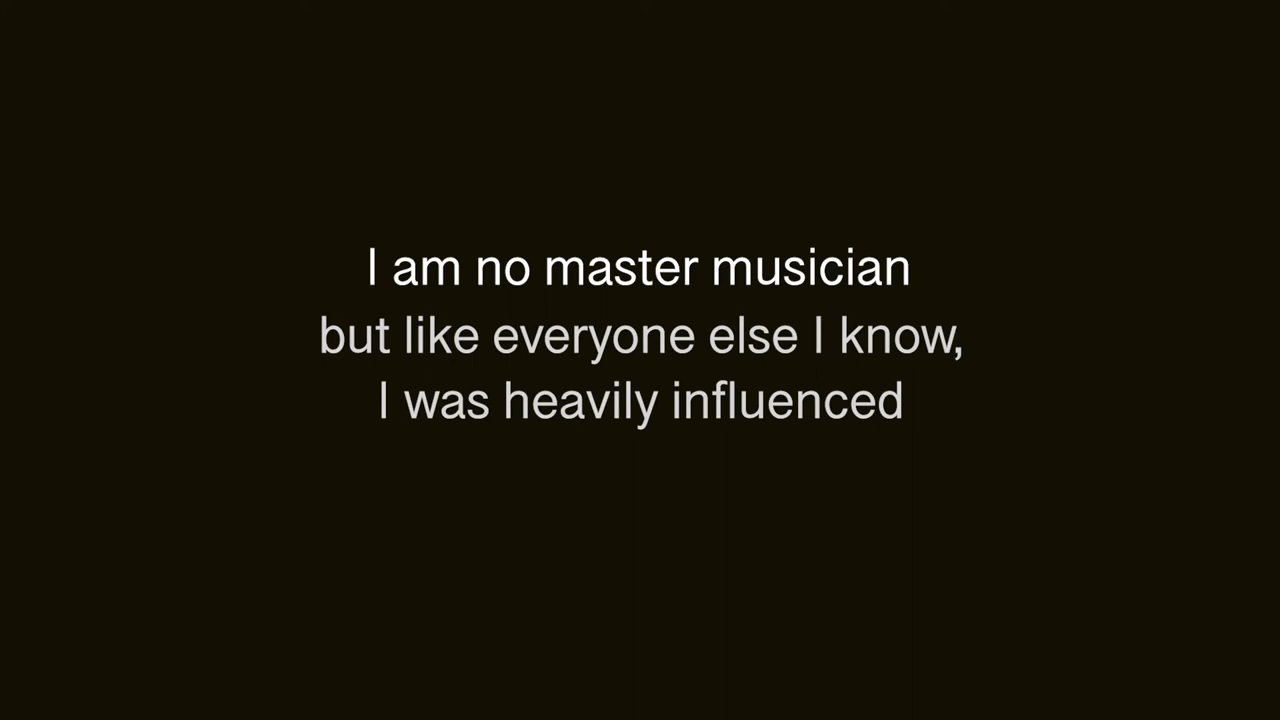 I am no master musician
but like everyone else I know,
I was heavily influenced